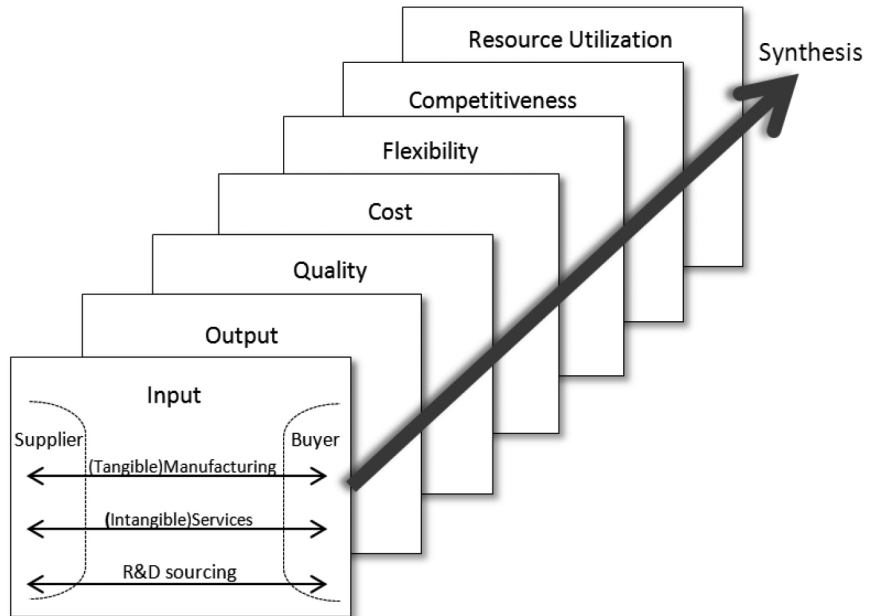 Resource Utilization
Synthesis
Competitiveness
Flexibility
Cost
Quality
Output
Input
Supplier
Buyer
(Tangible)Manufacturing
(Intangible)Services
R&D sourcing